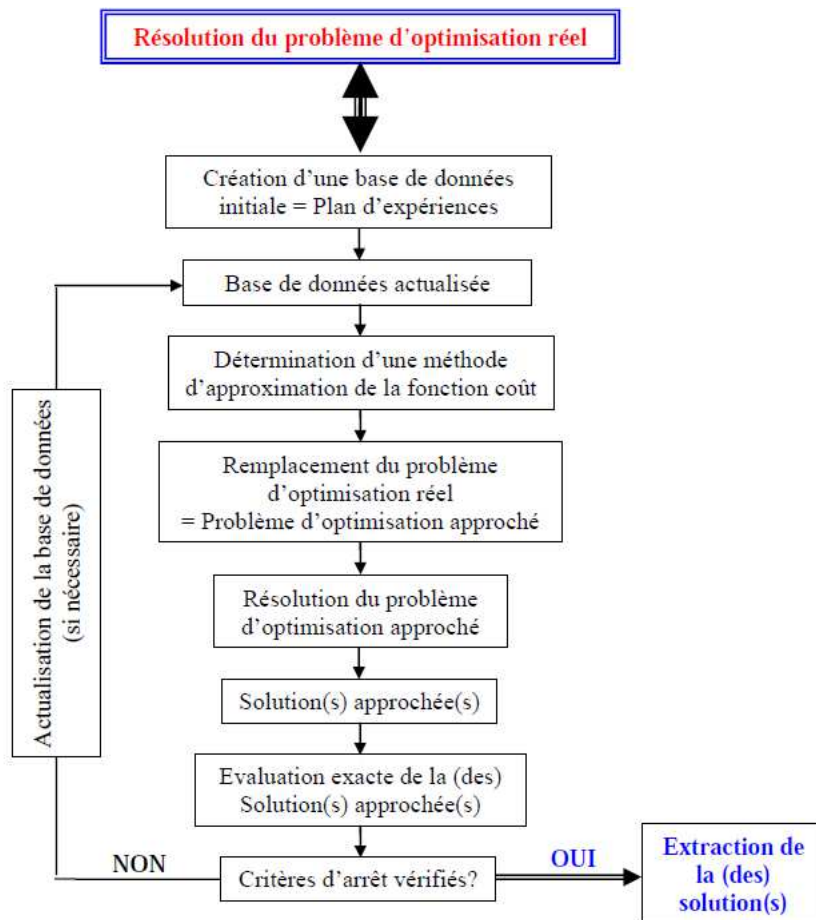 Résolution du problème d'optimisation réel
Création d'une base de données
initiale = Plan d'expériences
Base de données actualisée
Détermination d'une méthode
d'approximation de la fonction coût
Remplacement du problème
d'optimisation réel
= Problème d'optimisation approché
Résolution du problème
d'optimisation approché
Solution(s) approchée(s)
Evaluation exacte de la (des)
Solution(s) approchée(s)
Critères d'arrêt vérifiés?
NON
Actualisation de la base de données
(si nécessaire)
OUI
Extraction de
la (des)
solution(s)